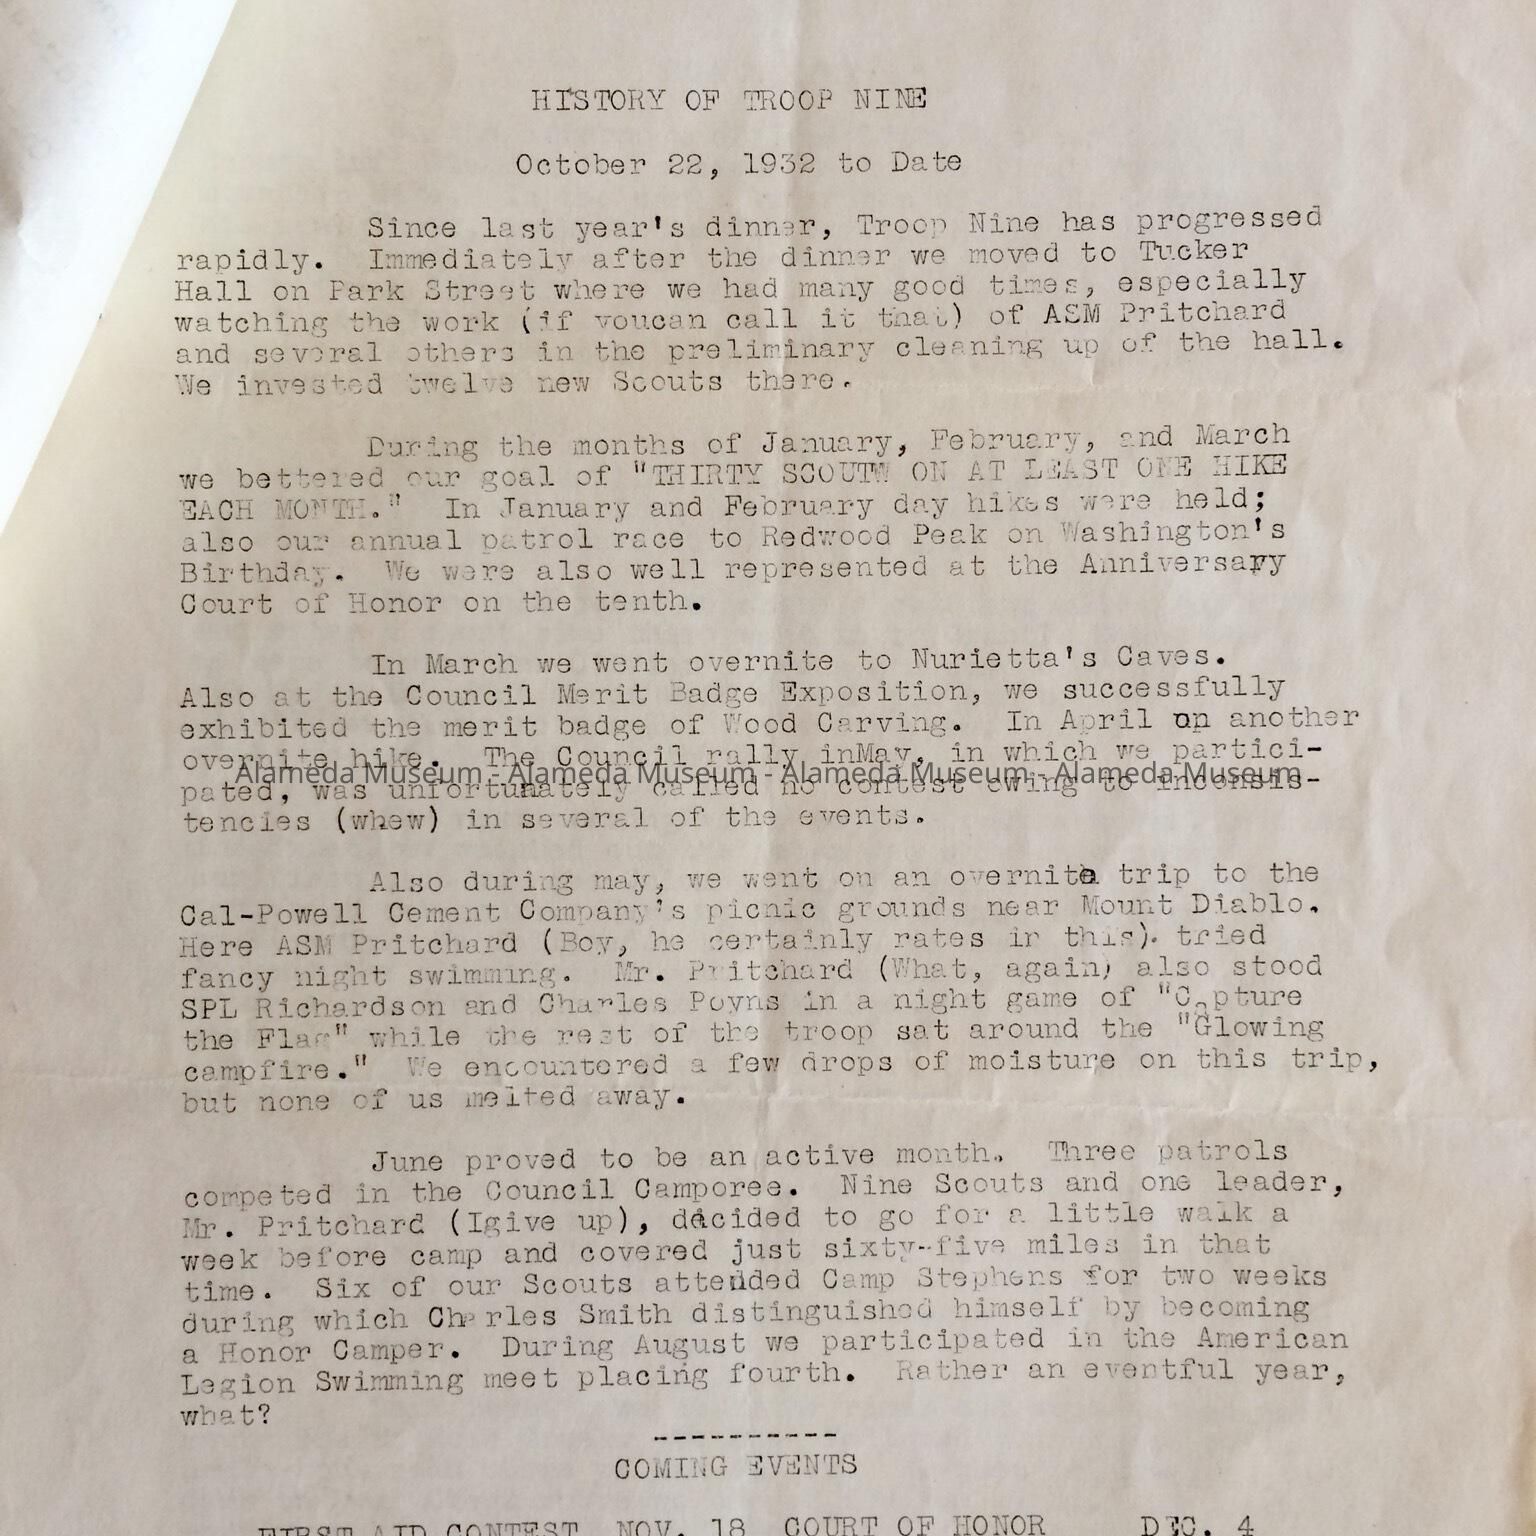 HISTORY OF TROOP NINE
October 22, 1932 to Date
Since last year's dinner, Troop Nine has progressed
rapidly. Immediately after the dinner we moved to Tucker
Hall on Park Street where we had many good times, especially
watching the work (if youcan call it that) of ASM Pritchard
and several others in the preliminary cleaning up of the hall.
We invested twelve new Scouts there.
During the months of January, February, and March
we bettered our goal of "THIRTY SCOUTW ON AT LEAST ONE HIKE
EACH MONTH." In January and February day hikes were held;
also our annual patrol race to Redwood Peak on Washington's
Birthday. We were also well represented at the Anniversary
Court of Honor on the tenth.
In March we went overnite to Nurietta's Caves.
Also at the Council Merit Badge Exposition, we successfully
exhibited the merit badge of Wood Carving. In April on another
overnite hike. The Council rally inMay, in which we partici-
Alameda Museum - Alameda Museum - Alameda Museum - Alameda Museum
pated, was unfortunately called no contest owing to inconsis-
tencies (whew) in several of the events.
Also during may, we went on an overnite trip to the
Cal-Powell Cement Company's picnic grounds near Mount Diablo.
Here ASM Pritchard (Boy, he certainly rates in this). tried
fancy night swimming. Mr. Pritchard (What, again) also stood
SPL Richardson and Charles Poyns in a night game of "Capture
the Flag" while the rest of the troop sat around the "Glowing
campfire." We encountered a few drops of moisture on this trip,
but none of us melted away.
June proved to be an active month. Three patrols
competed in the Council Camporee. Nine Scouts and one leader,
Mr. Pritchard (Igive up), decided to go for a little walk a
week before camp and covered just sixty-five miles in that
time. Six of our Scouts attended Camp Stephens for two weeks
during which Charles Smith distinguished himself by becoming
a Honor Camper. During August we participated in the American
Legion Swimming meet placing fourth. Rather an eventful year,
what?
----------
COMING EVENTS
FIRST AID CONTEST NOV. 18 COURT OF HONOR DEC. 4